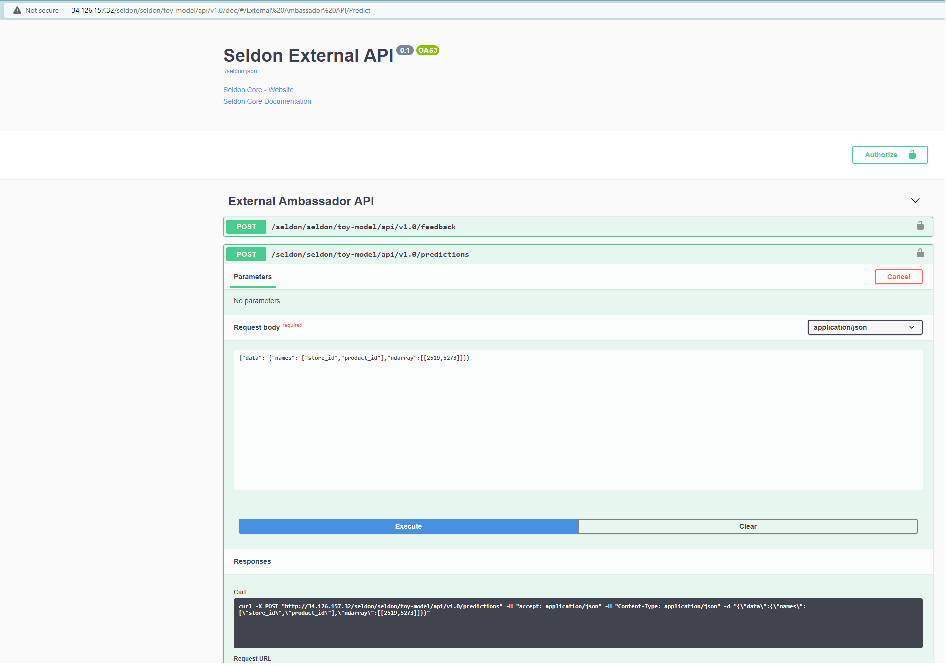 Not secure 34.126.157.32/seldon/seldon/toy-model/api/v1.0/doc/#/External%20Ambassador%20API/Predict
Seldon External API 0.1 OAS3
/seldon.json
Seldon Core - Website
Seldon Core Documentation
Authorize
External Ambassador API
POST /seldon/seldon/toy-model/api/v1.0/feedback
POST /seldon/seldon/toy-model/api/v1.0/predictions
Parameters Cancel
No parameters
Request body required application/json
{"data": {"names": ["store_id","product_id"],"ndarray":[[2519,5273]]}}
Execute Clear
Responses
Curl
curl -X POST "http://34.126.157.32/seldon/seldon/toy-model/api/v1.0/predictions" -H "accept: application/json" -H "Content-Type: application/json" -d "{\"data\":{\"names\":
[\"store_id\",\"product_id\"],\"ndarray\":[[2519,5273]]}}"
Request URL